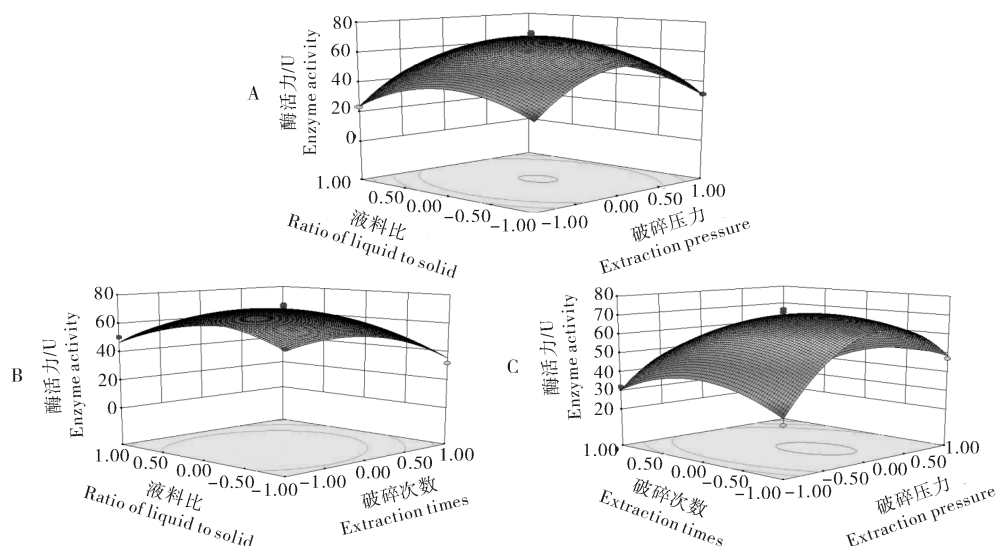 A
酶活力/U
Enzyme activity
80
60
40
20
0
1.00
0.50
0.00
-0.50
-1.00
液料比
Ratio of liquid to solid
-1.00
0.00
0.50
1.00
破碎压力
Extraction pressure
B
酶活力/U
Enzyme activity
80
60
40
20
0
1.00
0.50
0.00
-0.50
-1.00
液料比
Ratio of liquid to solid
-1.00
0.00
0.50
1.00
破碎次数
Extraction times
C
酶活力/U
Enzyme activity
80
70
60
50
40
30
20
1.00
0.50
0.00
-0.50
-1.00
破碎次数
Extraction times
-1.00
-0.50
0.00
0.50
1.00
破碎压力
Extraction pressure